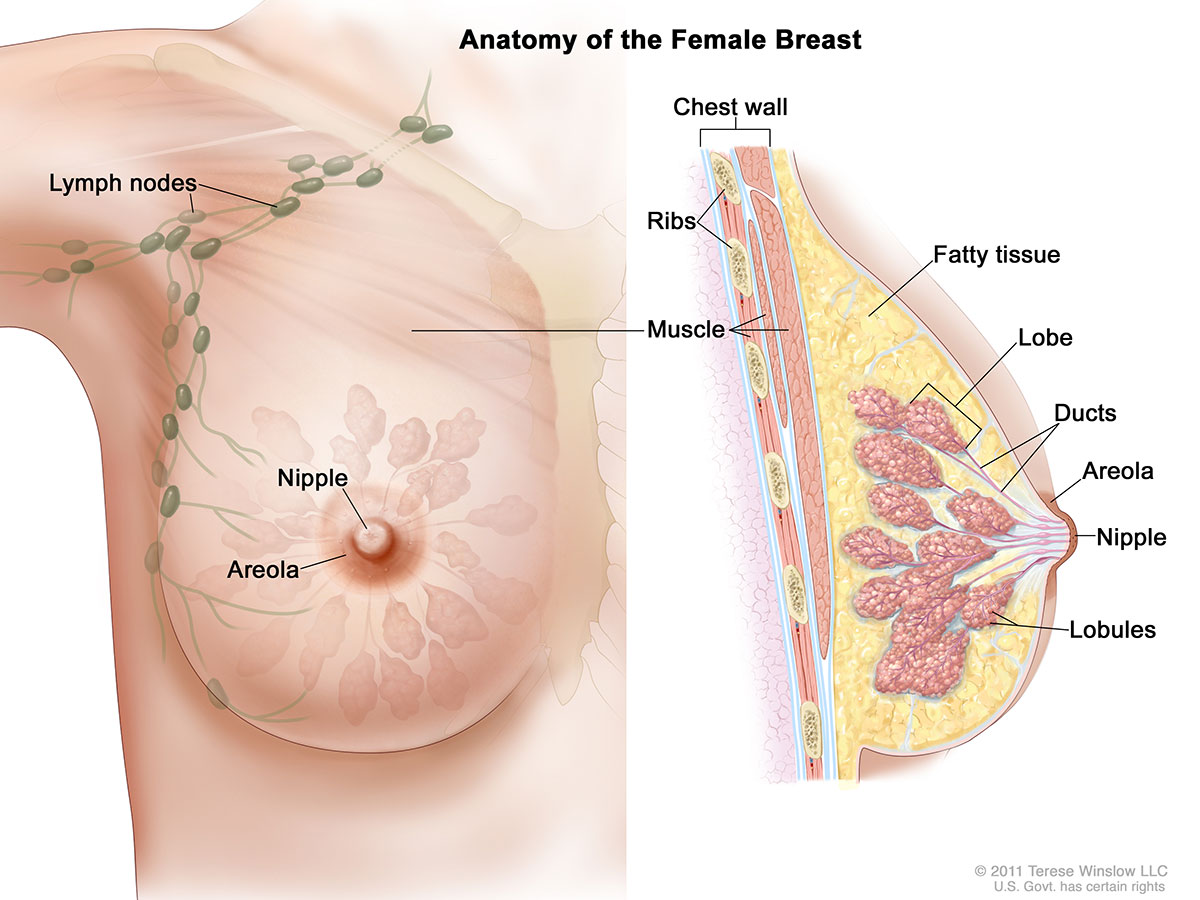 Anatomy of the Female Breast
Lymph nodes
Nipple
Areola
Chest wall
Ribs
Muscle
Fatty tissue
Lobe
Ducts
Areola
Nipple
Lobules
© 2011 Terese Winslow LLC
U.S. Govt. has certain rights